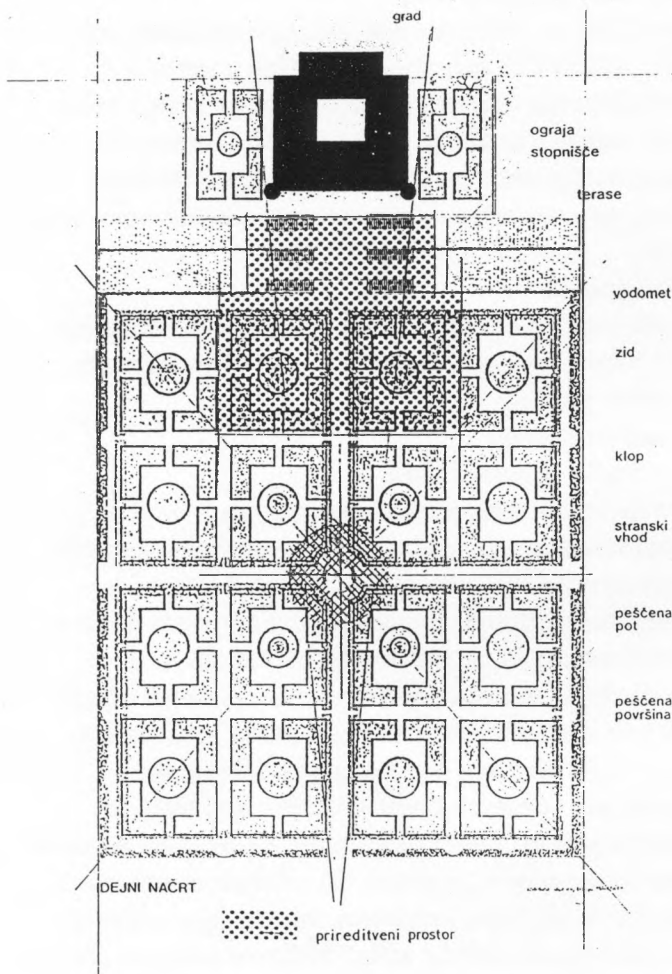 grad
ograja
stopnišče
terase
vodomet
zid
klop
stranski
vhod
peščena
pot
peščena
površina
IDEJNI NAČRT
prireditveni prostor